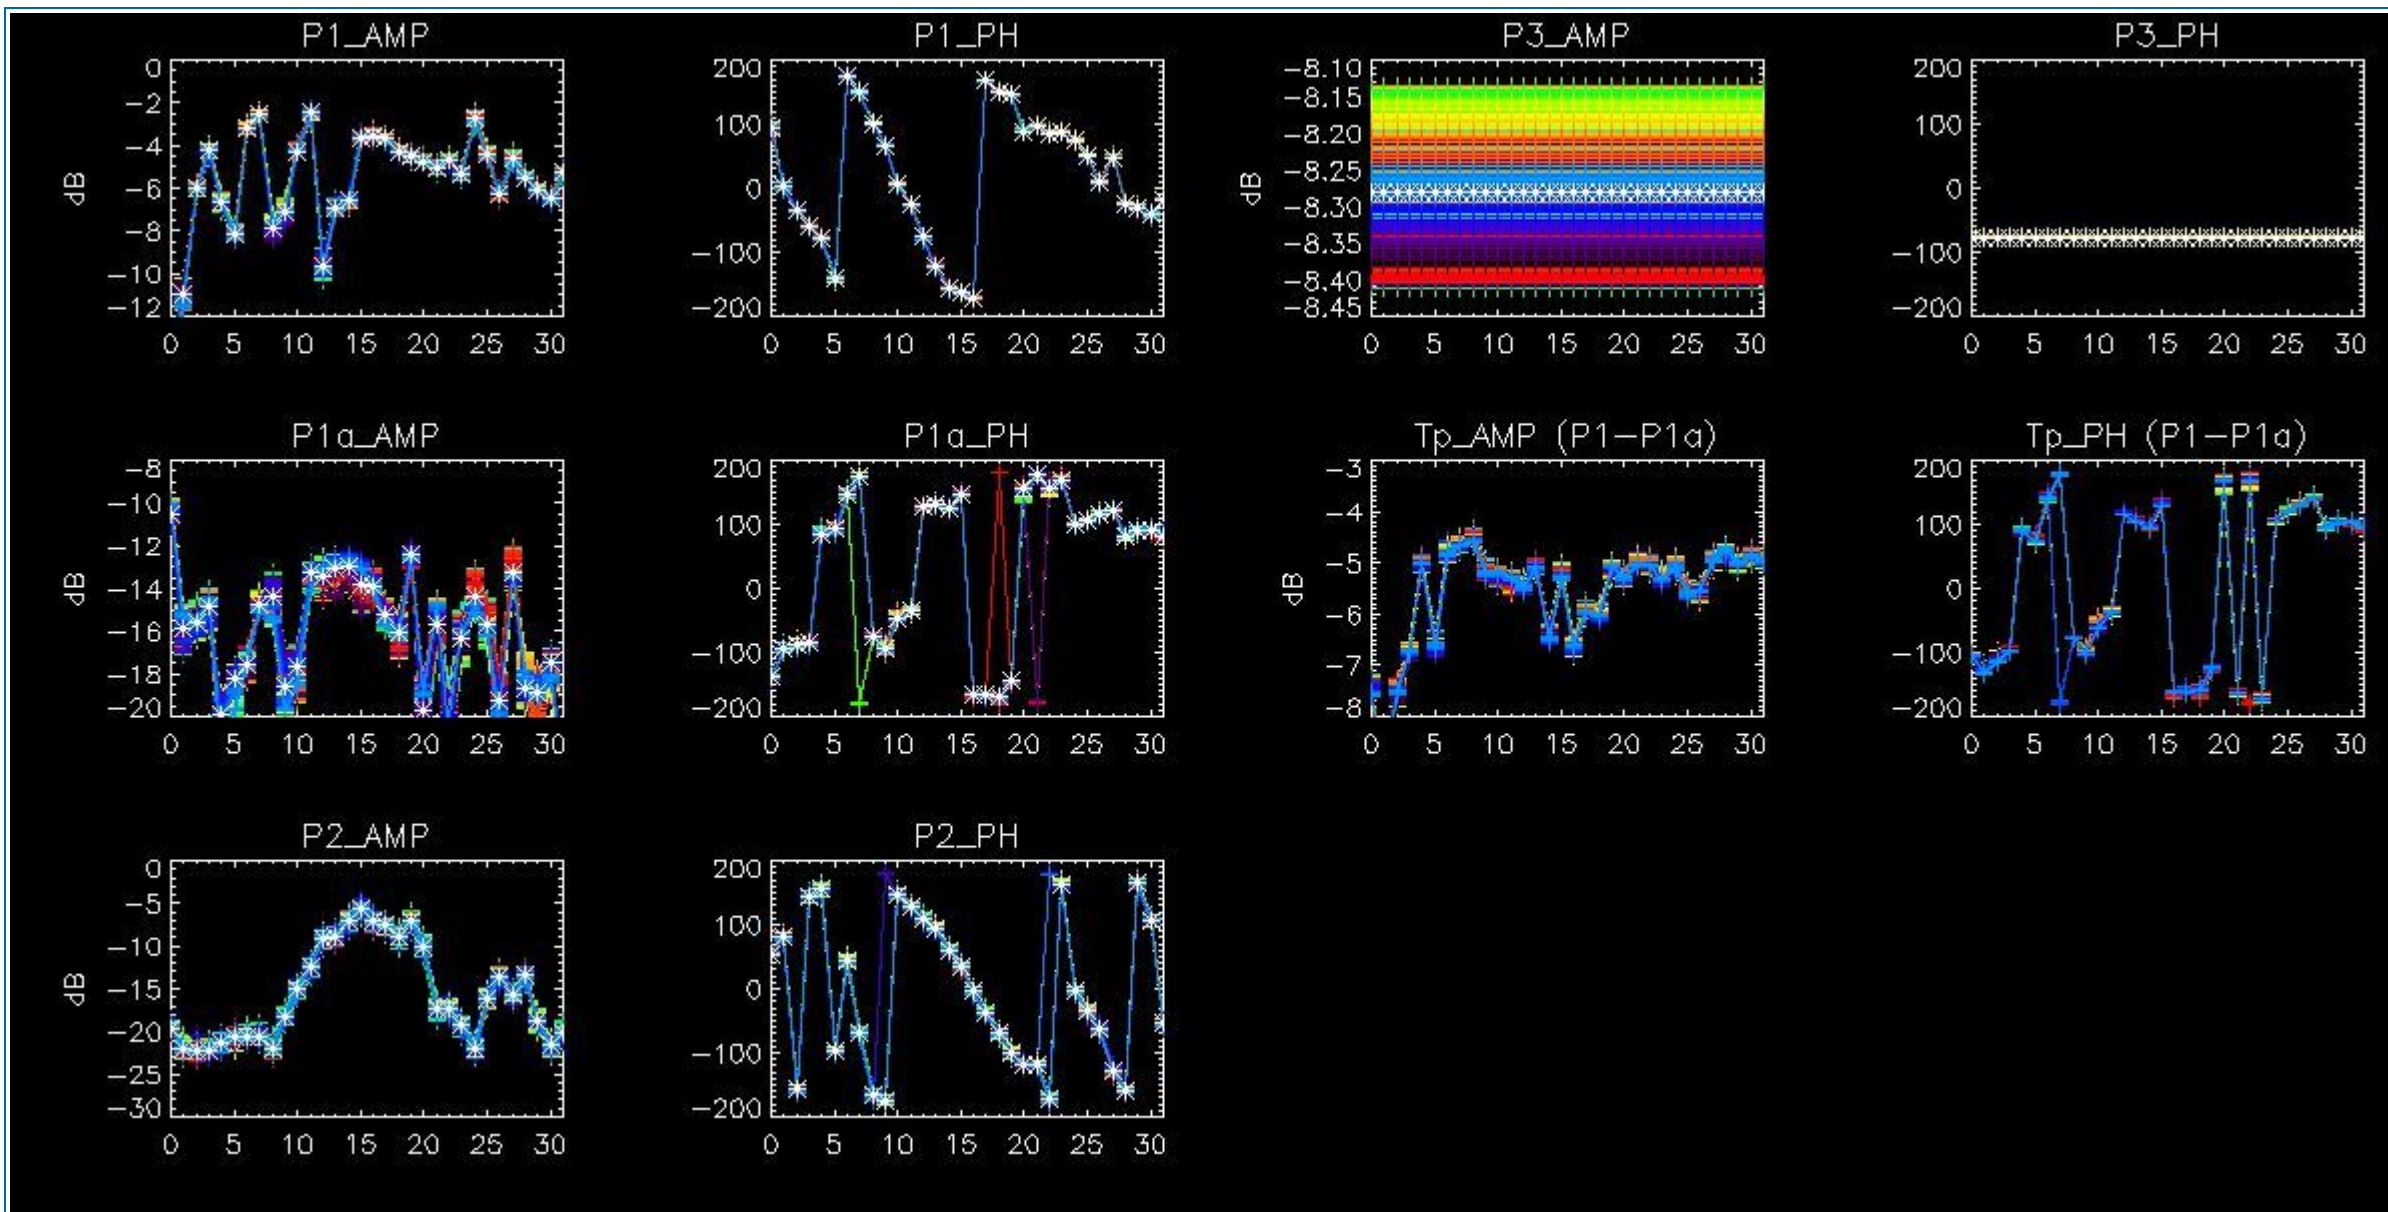 P1_AMP P1_PH P3_AMP P3_PH
0 200 -8.10 200
-2 -8.15
-4 100 -8.20 100
dB -6 0 dB -8.25 0
-8 -8.30
-10 -100 -8.35 -100
-12 -200 -8.40 -200
-8.45
0 5 10 15 20 25 30 0 5 10 15 20 25 30 0 5 10 15 20 25 30 0 5 10 15 20 25 30
P1a_AMP P1a_PH Tp_AMP (P1-P1a) Tp_PH (P1-P1a)
-8 200 -3 200
-10 100 -4 100
-12
dB -14 0 dB -5 0
-16 -6
-18 -100 -7 -100
-20 -200 -8 -200
0 5 10 15 20 25 30 0 5 10 15 20 25 30 0 5 10 15 20 25 30 0 5 10 15 20 25 30
P2_AMP P2_PH
0 200
-5 100
-10
dB -15 0
-20 -100
-25
-30 -200
0 5 10 15 20 25 30 0 5 10 15 20 25 30